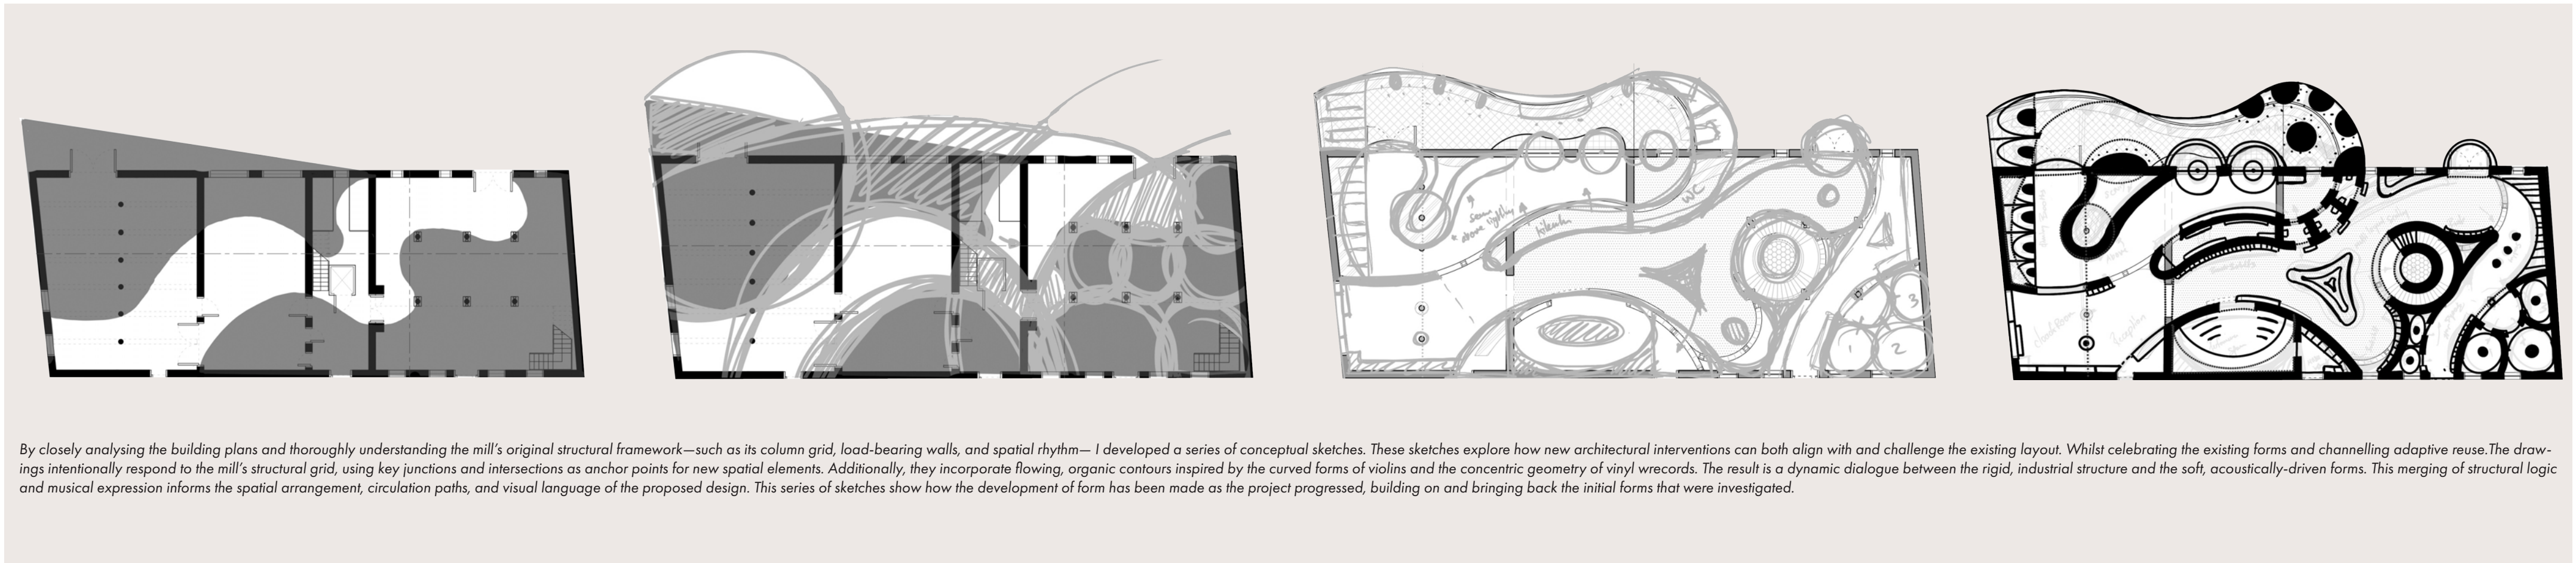 seam lighting
above
kitchen
WC
1
2
3
Reception
By closely analysing the building plans and thoroughly understanding the mill's original structural framework—such as its column grid, load-bearing walls, and spatial rhythm— I developed a series of conceptual sketches. These sketches explore how new architectural interventions can both align with and challenge the existing layout. Whilst celebrating the existing forms and channelling adaptive reuse.The draw-
ings intentionally respond to the mill's structural grid, using key junctions and intersections as anchor points for new spatial elements. Additionally, they incorporate flowing, organic contours inspired by the curved forms of violins and the concentric geometry of vinyl wrecords. The result is a dynamic dialogue between the rigid, industrial structure and the soft, acoustically-driven forms. This merging of structural logic
and musical expression informs the spatial arrangement, circulation paths, and visual language of the proposed design. This series of sketches show how the development of form has been made as the project progressed, building on and bringing back the initial forms that were investigated.